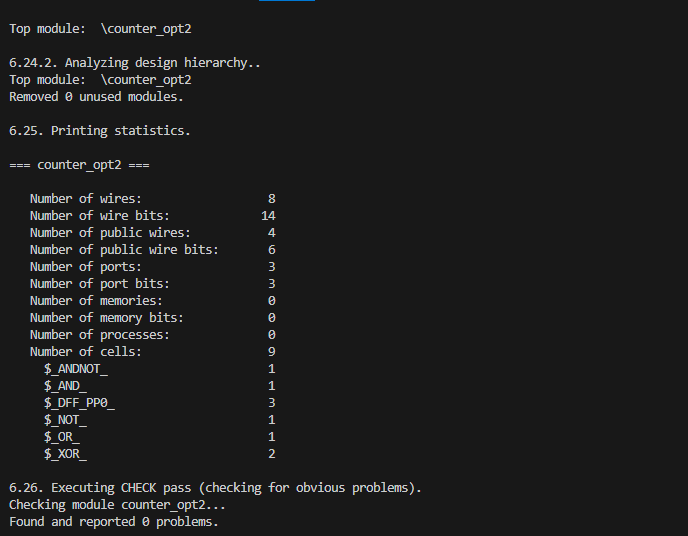 Top module:  \counter_opt2
6.24.2. Analyzing design hierarchy..
Top module:  \counter_opt2
Removed 0 unused modules.
6.25. Printing statistics.
=== counter_opt2 ===
Number of wires: 8
Number of wire bits: 14
Number of public wires: 4
Number of public wire bits: 6
Number of ports: 3
Number of port bits: 3
Number of memories: 0
Number of memory bits: 0
Number of processes: 0
Number of cells: 9
$_ANDNOT_ 1
$_AND_ 1
$_DFF_PP0_ 3
$_NOT_ 1
$_OR_ 1
$_XOR_ 2
6.26. Executing CHECK pass (checking for obvious problems).
Checking module counter_opt2...
Found and reported 0 problems.